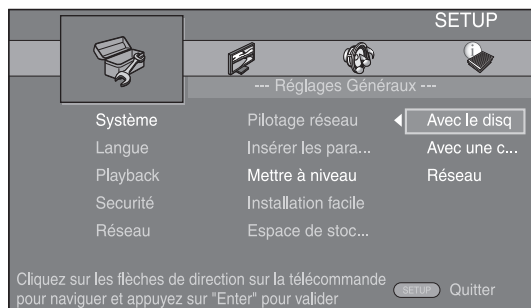 SETUP
--- Réglages Généraux ---
Système
Langue
Playback
Securité
Réseau
Pilotage réseau
Insérer les para...
Mettre à niveau
Installation facile
Espace de stoc...
Avec le disq
Avec une c...
Réseau
Cliquez sur les flèches de direction sur la télécommande
pour naviguer et appuyez sur "Enter" pour valider
SETUP Quitter